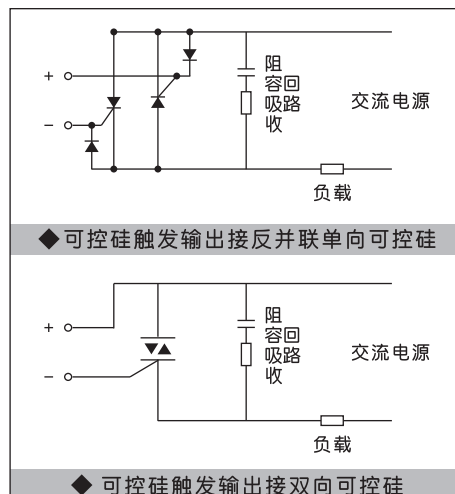 +
−
阻
容回
吸路
收
交流电源
负载
◆可控硅触发输出接反并联单向可控硅
+
−
阻
容回
吸路
收
交流电源
负载
◆ 可控硅触发输出接双向可控硅